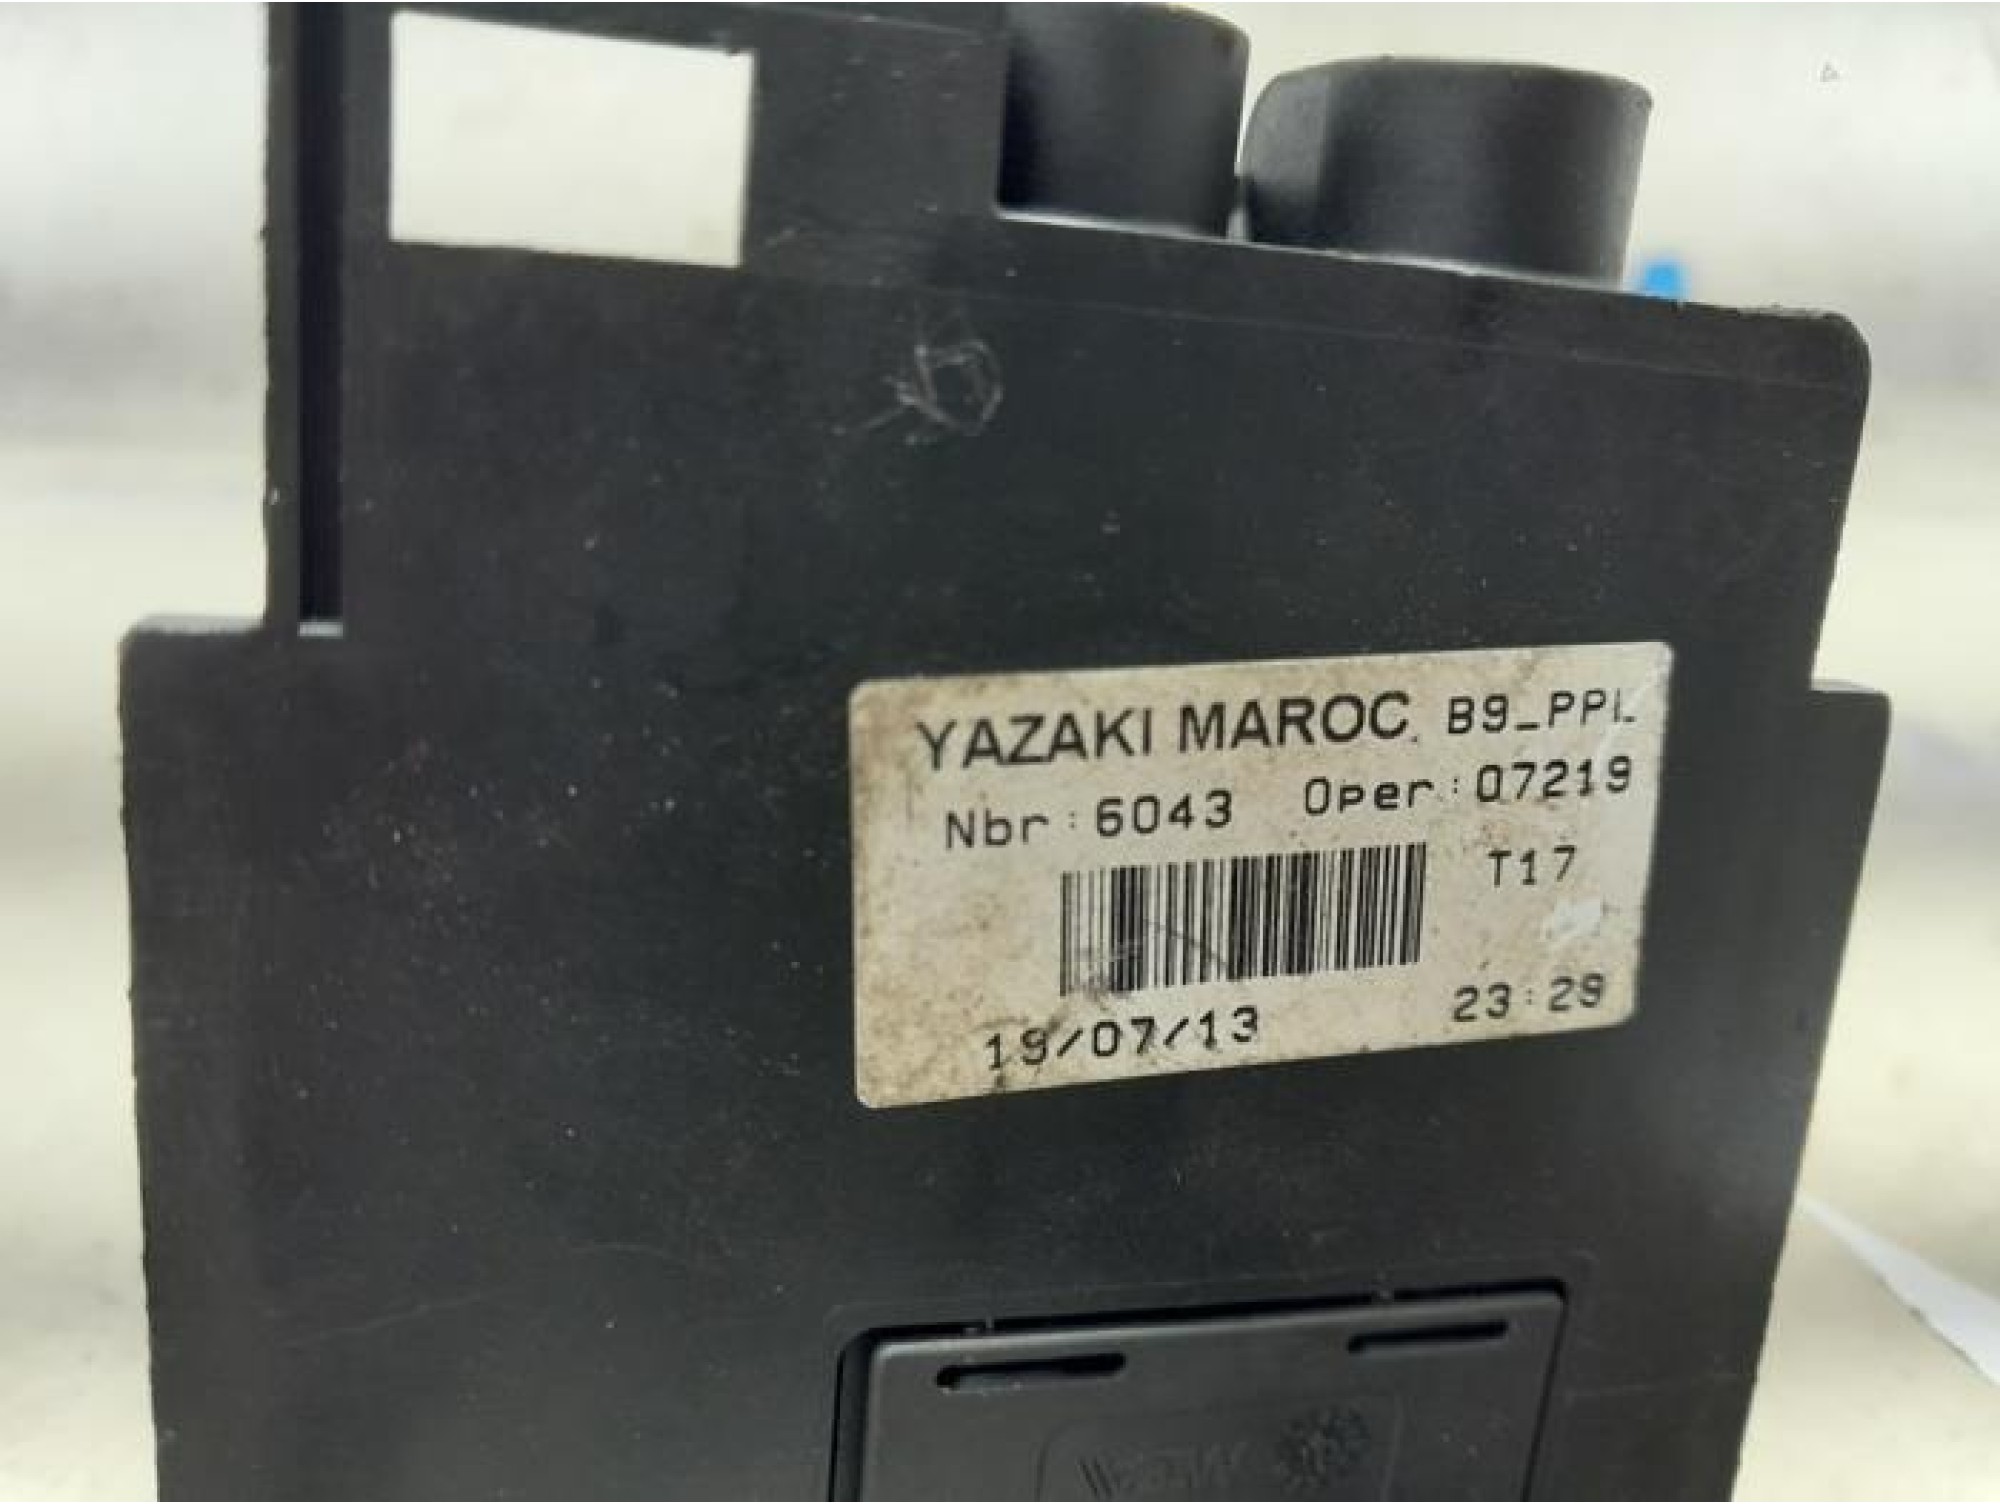 YAZAKI MAROC. B9_PPL
Nbr:6043 Oper:07219
T17
19/07/13 23:29